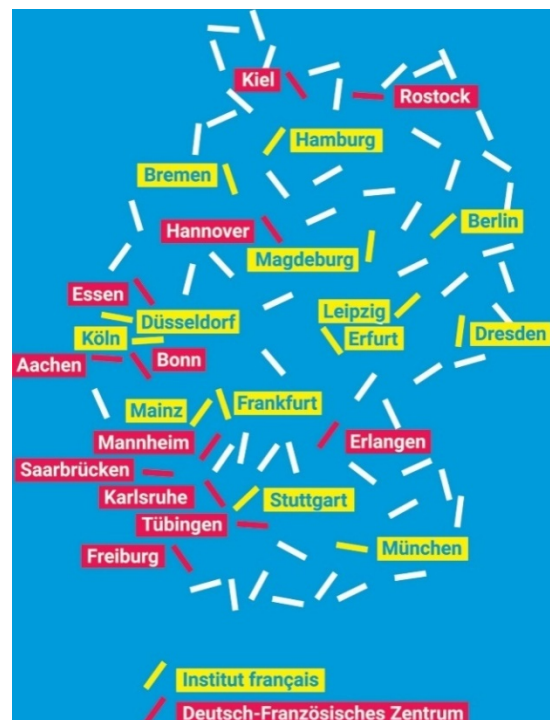 Kiel
Rostock
Hamburg
Bremen
Berlin
Hannover
Magdeburg
Essen
Leipzig
Düsseldorf
Dresden
Köln
Erfurt
Aachen
Bonn
Frankfurt
Mainz
Mannheim
Erlangen
Saarbrücken
Karlsruhe
Stuttgart
Tübingen
München
Freiburg
Institut français
Deutsch-Französisches Zentrum